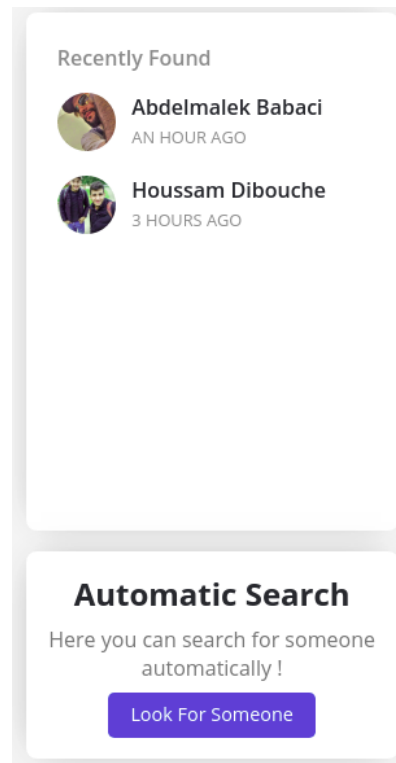 Recently Found
Abdelmalek Babaci
AN HOUR AGO
Houssam Dibouche
3 HOURS AGO
Automatic Search
Here you can search for someone
automatically !
Look For Someone